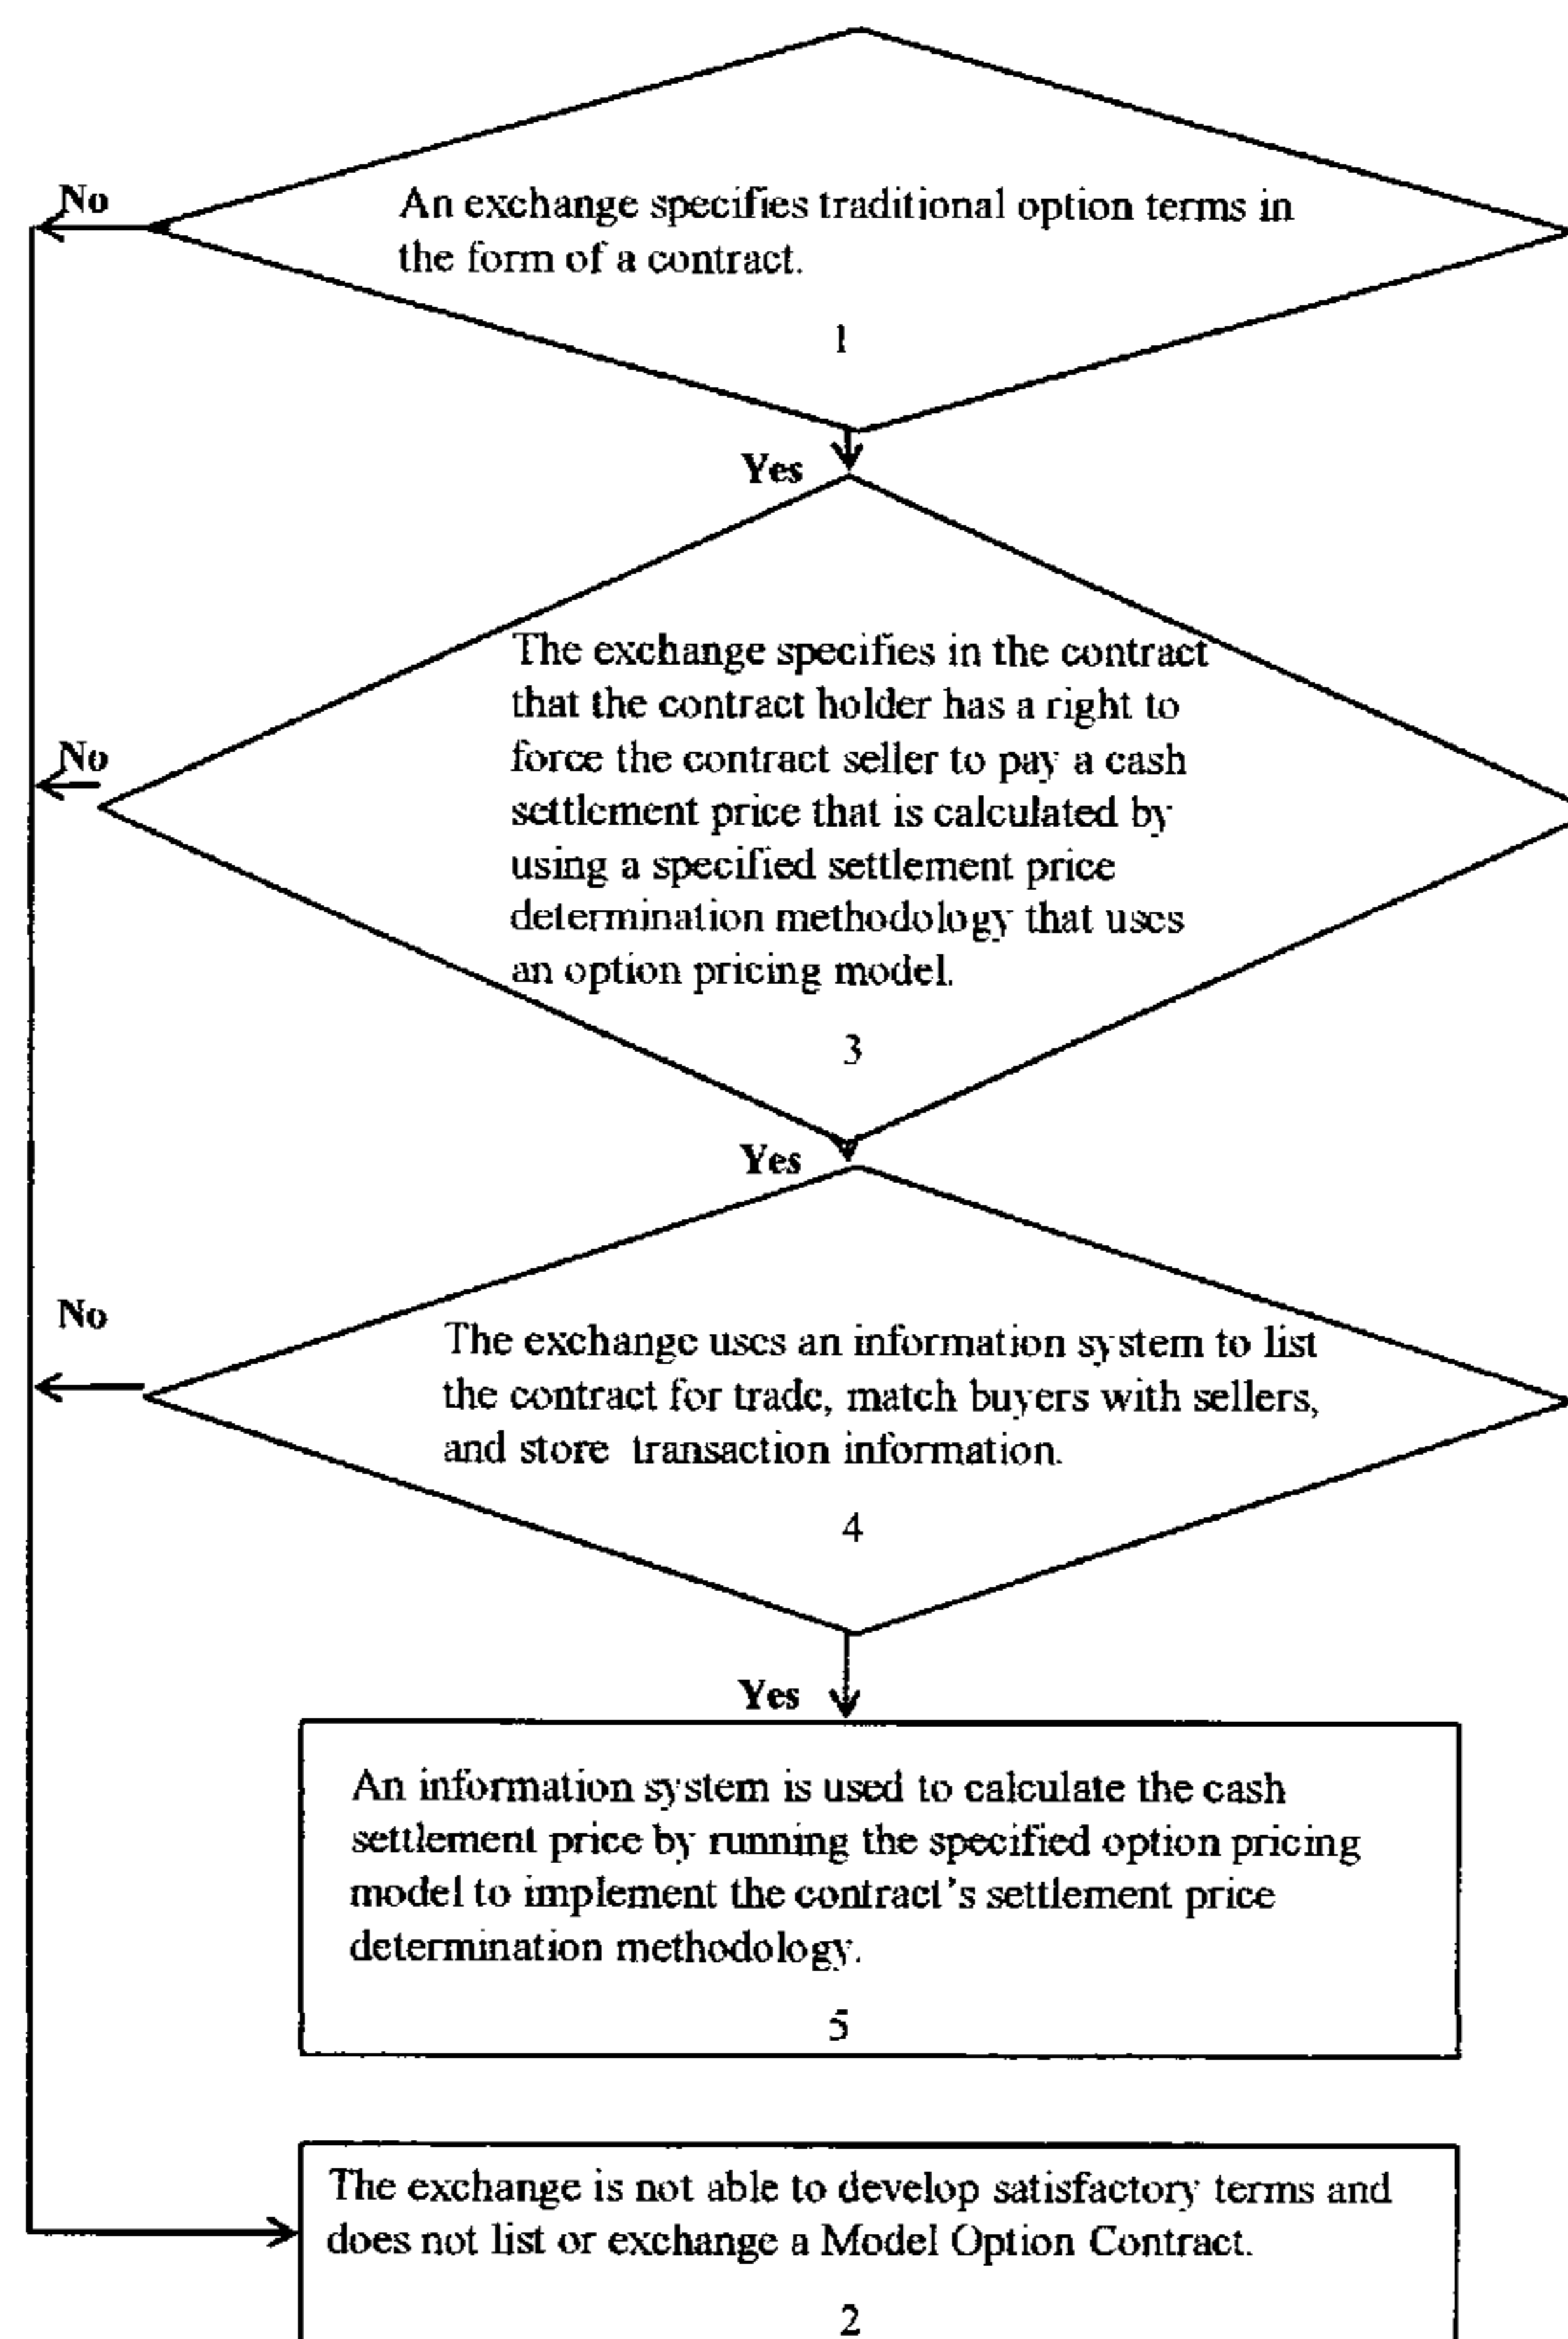 No
An exchange specifies traditional option terms in
the form of a contract.
1
Yes
The exchange specifies in the contract
that the contract holder has a right to
force the contract seller to pay a cash
settlement price that is calculated by
using a specified settlement price
determination methodology that uses
an option pricing model.
3
No
Yes
The exchange uses an information system to list
the contract for trade, match buyers with sellers,
and store transaction information.
4
No
Yes
An information system is used to calculate the cash
settlement price by running the specified option pricing
model to implement the contract's settlement price
determination methodology.
5
The exchange is not able to develop satisfactory terms and
does not list or exchange a Model Option Contract.
2